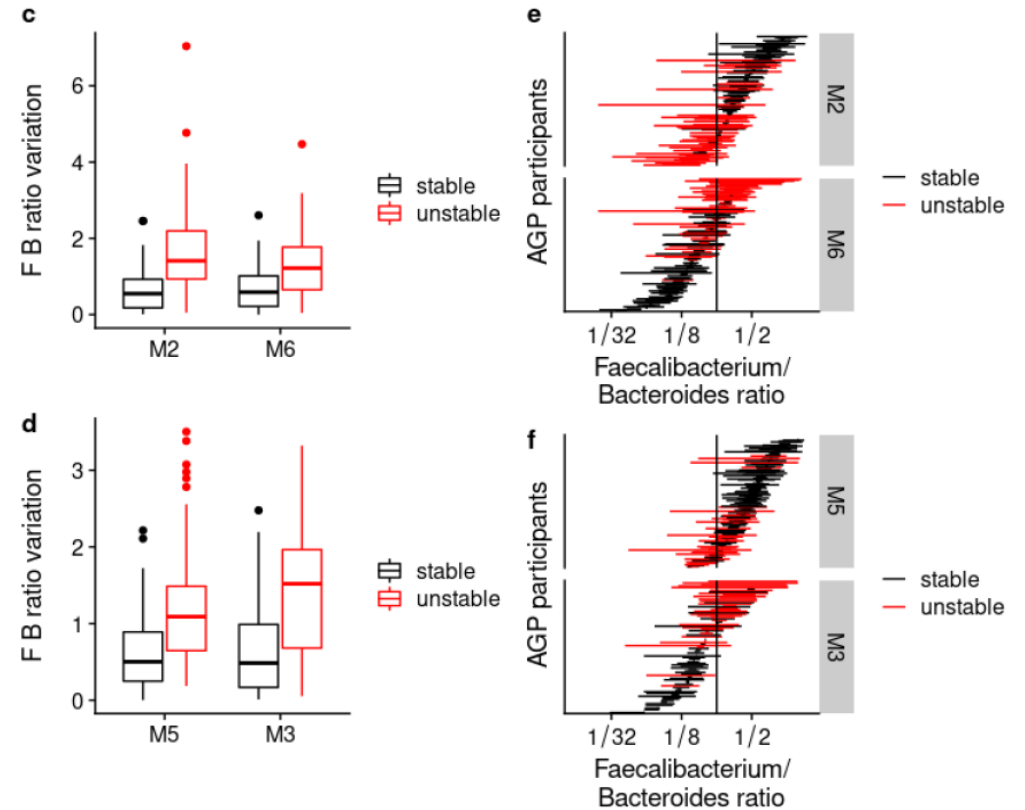 c
F B ratio variation
6
4
2
0
M2 M6
stable
unstable
e
AGP participants
M2
M6
1/32 1/8 1/2
Faecalibacterium/
Bacteroides ratio
stable
unstable
d
F B ratio variation
3
2
1
0
M5 M3
stable
unstable
f
AGP participants
M5
M3
1/32 1/8 1/2
Faecalibacterium/
Bacteroides ratio
stable
unstable